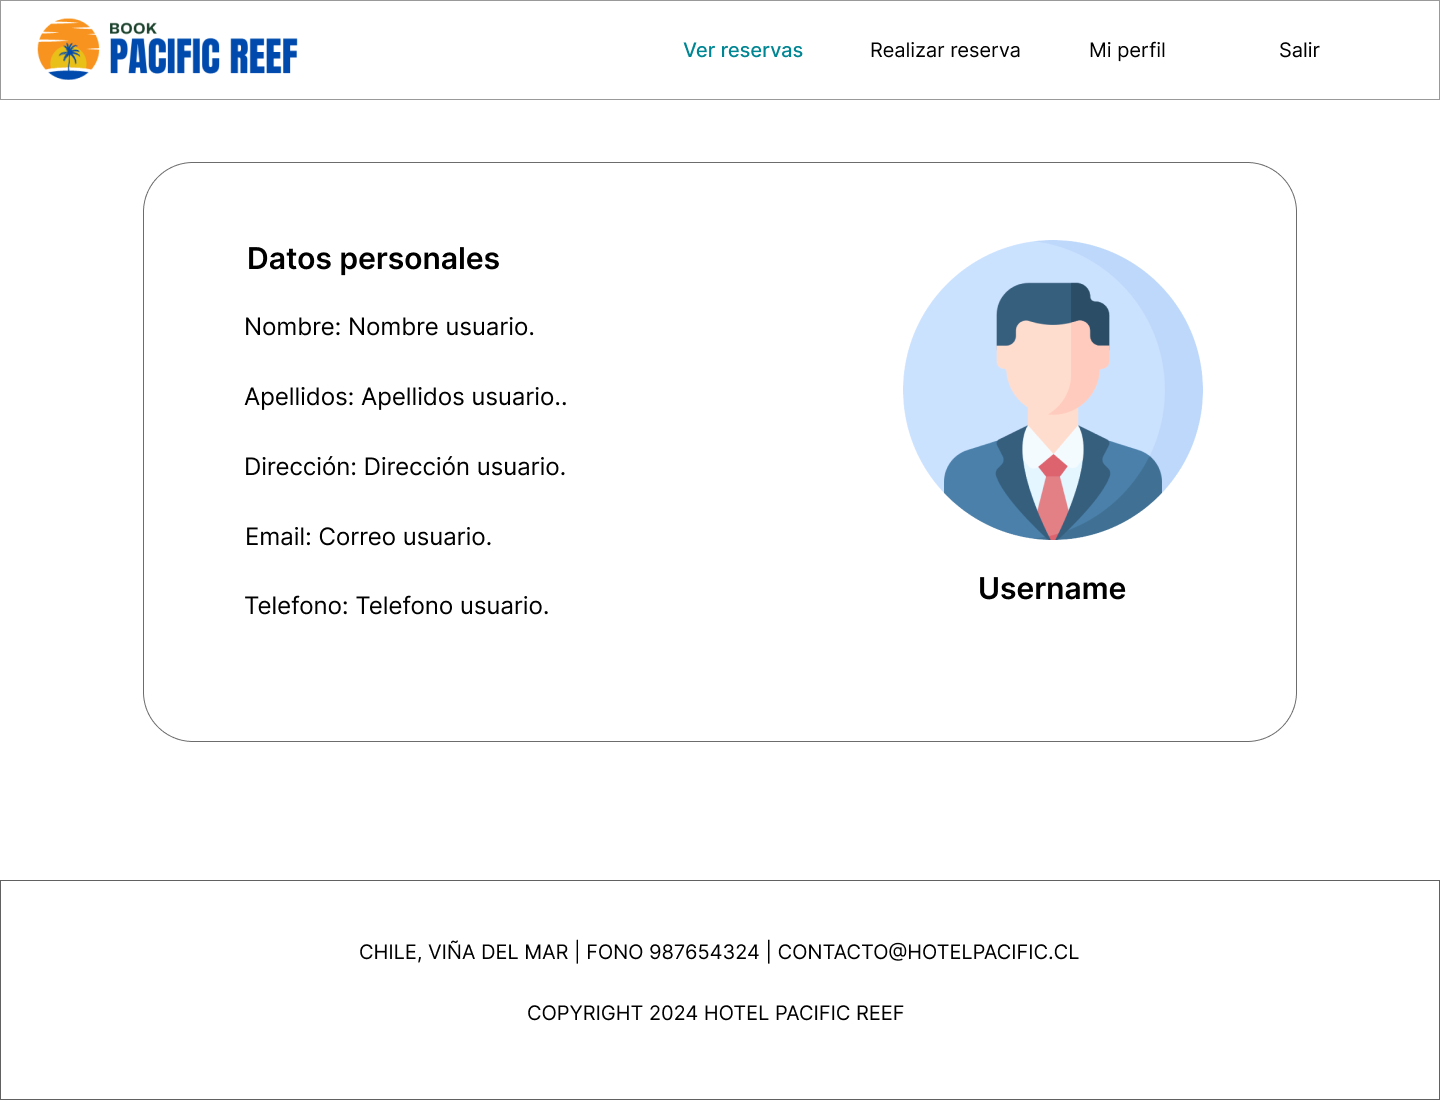 BOOK
PACIFIC REEF
Ver reservas
Realizar reserva
Mi perfil
Salir
Datos personales
Nombre: Nombre usuario.
Apellidos: Apellidos usuario..
Dirección: Dirección usuario.
Email: Correo usuario.
Telefono: Telefono usuario.
Username
CHILE, VIÑA DEL MAR | FONO 987654324 | CONTACTO@HOTELPACIFIC.CL
COPYRIGHT 2024 HOTEL PACIFIC REEF